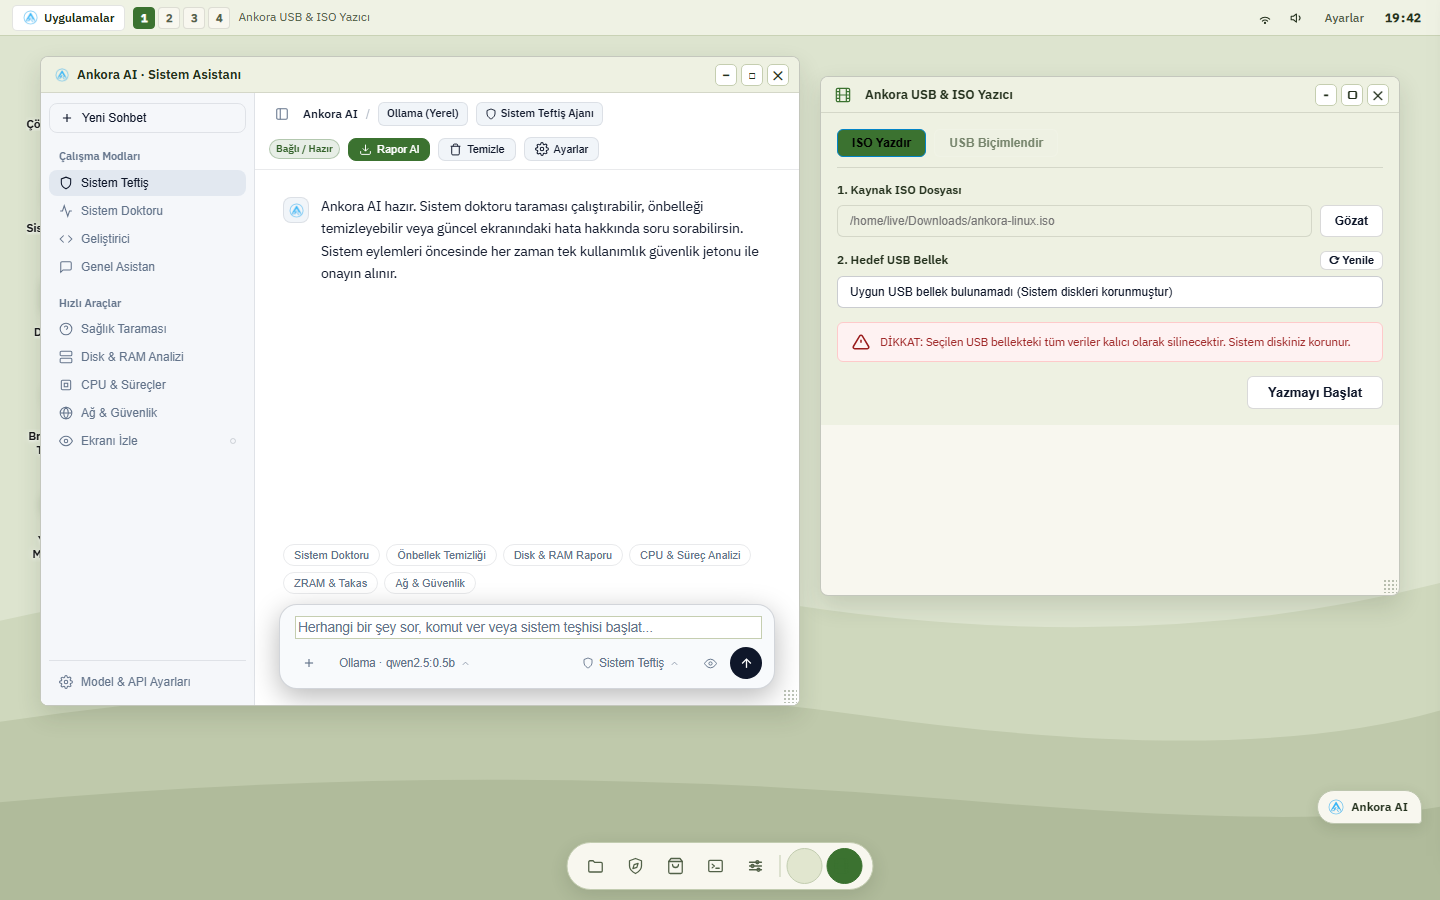 Uygulamalar 1 2 3 4 Ankora USB & ISO Yazıcı Ayarlar 19:42
Ankora AI · Sistem Asistanı
Yeni Sohbet
Çalışma Modları
Sistem Teftiş
Sistem Doktoru
Geliştirici
Genel Asistan
Hızlı Araçlar
Sağlık Taraması
Disk & RAM Analizi
CPU & Süreçler
Ağ & Güvenlik
Ekranı İzle
Model & API Ayarları
Ankora AI / Ollama (Yerel) Sistem Teftiş Ajanı
Bağlı / Hazır Rapor Al Temizle Ayarlar
Ankora AI hazır. Sistem doktoru taraması çalıştırabilir, önbelleği
temizleyebilir veya güncel ekranındaki hata hakkında soru sorabilirsin.
Sistem eylemleri öncesinde her zaman tek kullanımlık güvenlik jetonu ile
onayın alınır.
Sistem Doktoru Önbellek Temizliği Disk & RAM Raporu CPU & Süreç Analizi
ZRAM & Takas Ağ & Güvenlik
Herhangi bir şey sor, komut ver veya sistem teşhisi başlat...
Ollama · qwen2.5:0.5b Sistem Teftiş
Ankora USB & ISO Yazıcı
ISO Yazdır USB Biçimlendir
1. Kaynak ISO Dosyası
/home/live/Downloads/ankora-linux.iso Gözat
2. Hedef USB Bellek Yenile
Uygun USB bellek bulunamadı (Sistem diskleri korunmuştur)
DİKKAT: Seçilen USB bellekteki tüm veriler kalıcı olarak silinecektir. Sistem diskiniz korunur.
Yazmayı Başlat
Ankora AI